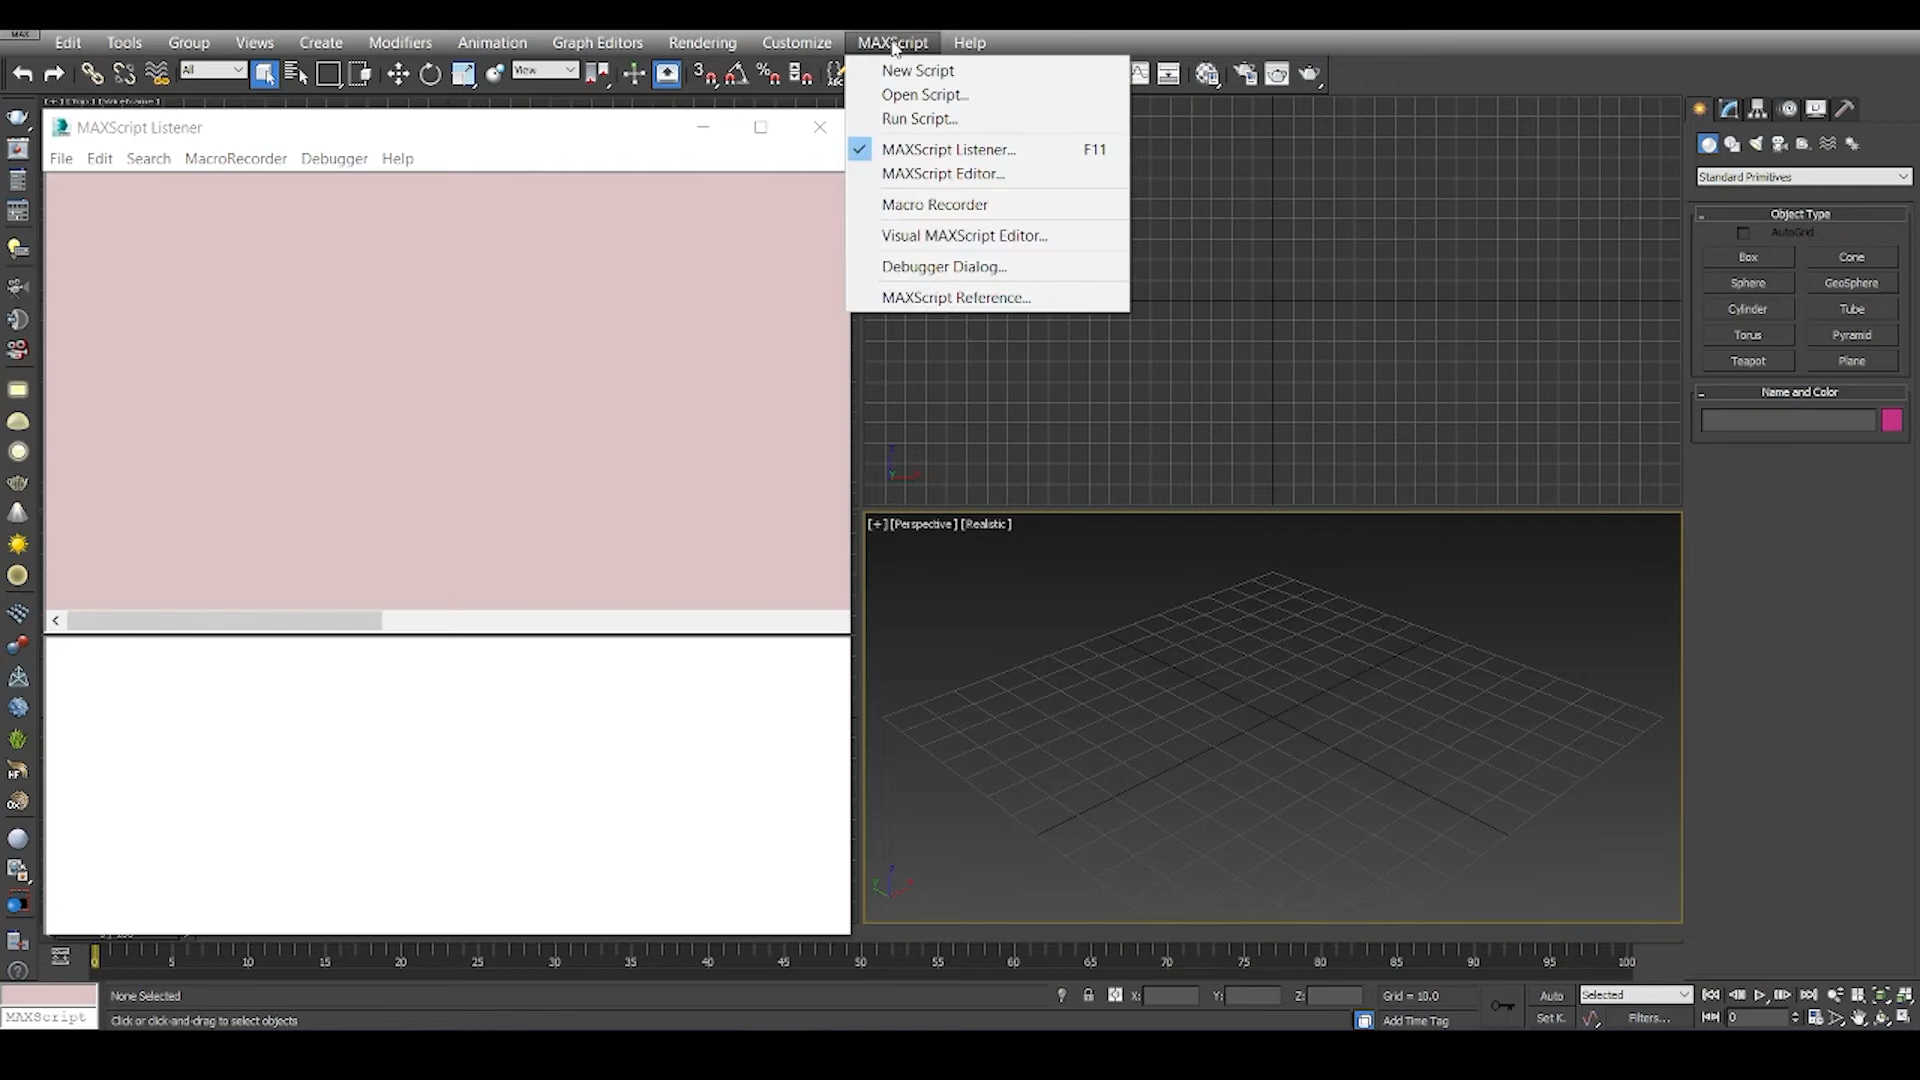 MAX
Edit Tools Group Views Create Modifiers Animation Graph Editors Rendering Customize MAXScript Help
All
View
3
%
New Script
Open Script...
Run Script...
MAXScript Listener... F11
MAXScript Editor...
Macro Recorder
Visual MAXScript Editor...
Debugger Dialog...
MAXScript Reference...
MAXScript Listener
File Edit Search MacroRecorder Debugger Help
Standard Primitives
Object Type
AutoGrid
Box Cone
Sphere GeoSphere
Cylinder Tube
Torus Pyramid
Teapot Plane
Name and Color
[+] [Perspective] [Realistic]
5 10 15 20 25 30 35 40 45 50 55 60 65 70 75 80 85 90 95 100
None Selected
X: Y: Z: Grid = 10.0
Auto Selected
MAXScript
Click or click-and-drag to select objects
Add Time Tag
Set K. Filters...
0